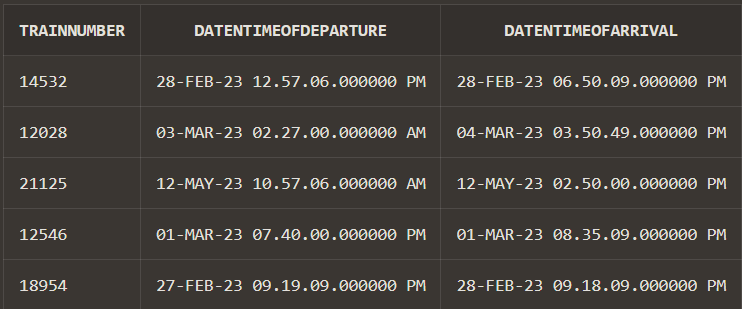 TRAINNUMBER DATENTIMEOFDEPARTURE DATENTIMEOFARRIVAL
14532 28-FEB-23 12.57.06.000000 PM 28-FEB-23 06.50.09.000000 PM
12028 03-MAR-23 02.27.00.000000 AM 04-MAR-23 03.50.49.000000 PM
21125 12-MAY-23 10.57.06.000000 AM 12-MAY-23 02.50.00.000000 PM
12546 01-MAR-23 07.40.00.000000 PM 01-MAR-23 08.35.09.000000 PM
18954 27-FEB-23 09.19.09.000000 PM 28-FEB-23 09.18.09.000000 PM